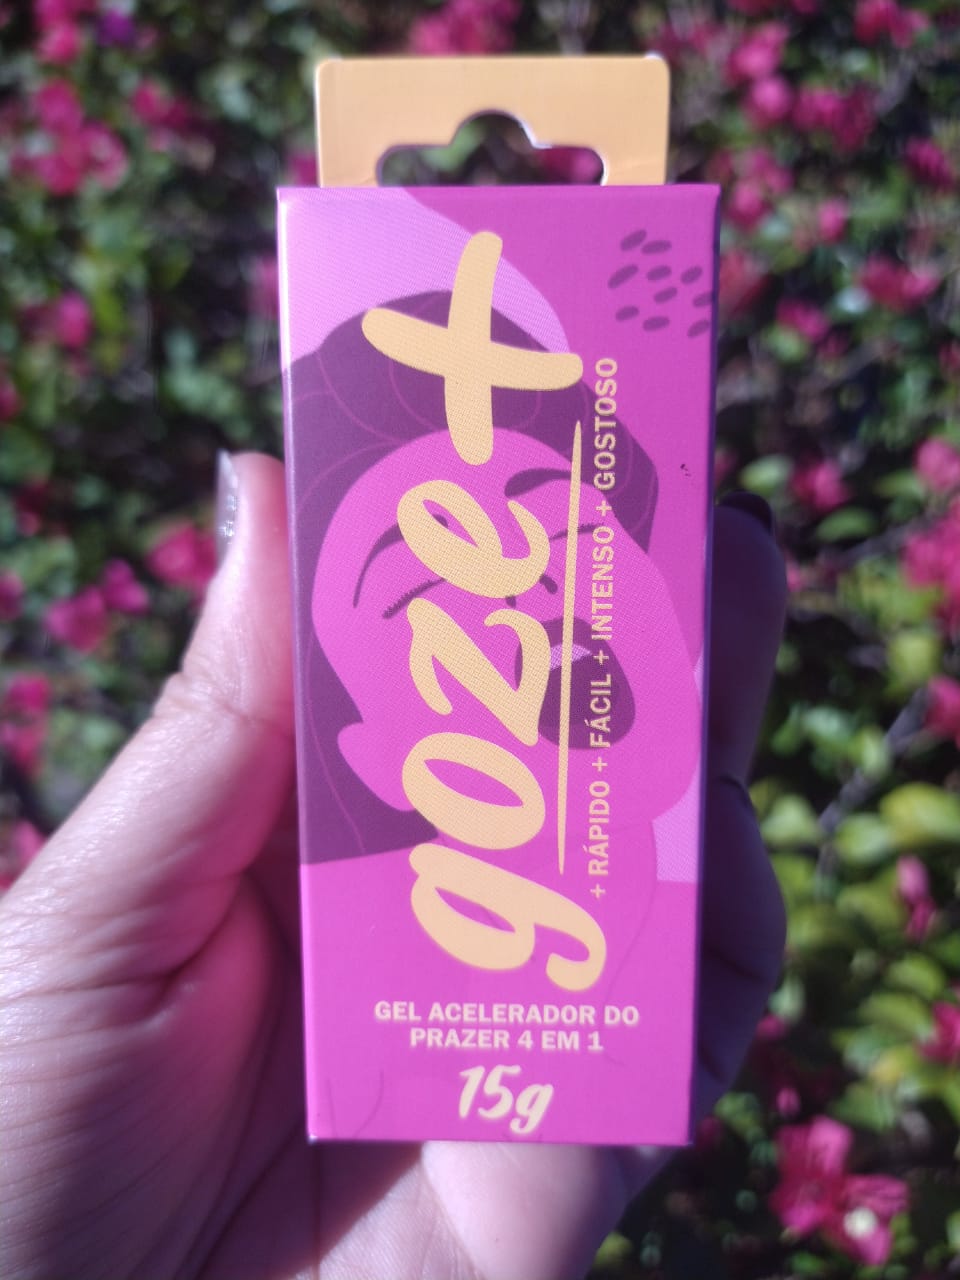 goze+
+ RÁPIDO + FÁCIL + INTENSO + GOSTOSO
GEL ACELERADOR DO
PRAZER 4 EM 1
15g